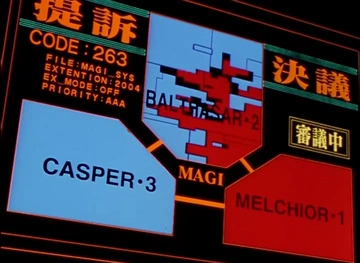 提訴
CODE:263
FILE:MAGI_SYS
EXTENTION:2004
EX_MODE:OFF
PRIORITY:AAA
決議
BALTHASAR・2
審議中
CASPER・3
MAGI
MELCHIOR・1